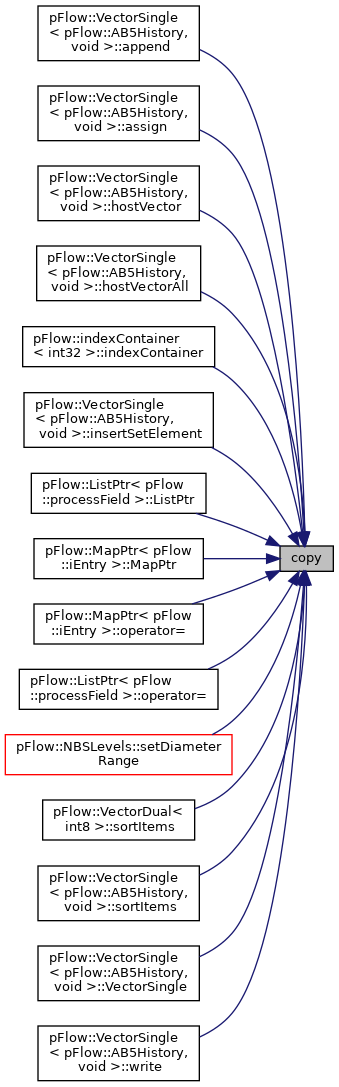 pFlow::VectorSingle
< pFlow::AB5History,
void >::append
pFlow::VectorSingle
< pFlow::AB5History,
void >::assign
pFlow::VectorSingle
< pFlow::AB5History,
void >::hostVector
pFlow::VectorSingle
< pFlow::AB5History,
void >::hostVectorAll
pFlow::indexContainer
< int32 >::indexContainer
pFlow::VectorSingle
< pFlow::AB5History,
void >::insertSetElement
pFlow::ListPtr< pFlow
::processField >::ListPtr
copy
pFlow::MapPtr< pFlow
::iEntry >::MapPtr
pFlow::MapPtr< pFlow
::iEntry >::operator=
pFlow::ListPtr< pFlow
::processField >::operator=
pFlow::NBSLevels::setDiameter
Range
pFlow::VectorDual<
int8 >::sortItems
pFlow::VectorSingle
< pFlow::AB5History,
void >::sortItems
pFlow::VectorSingle
< pFlow::AB5History,
void >::VectorSingle
pFlow::VectorSingle
< pFlow::AB5History,
void >::write